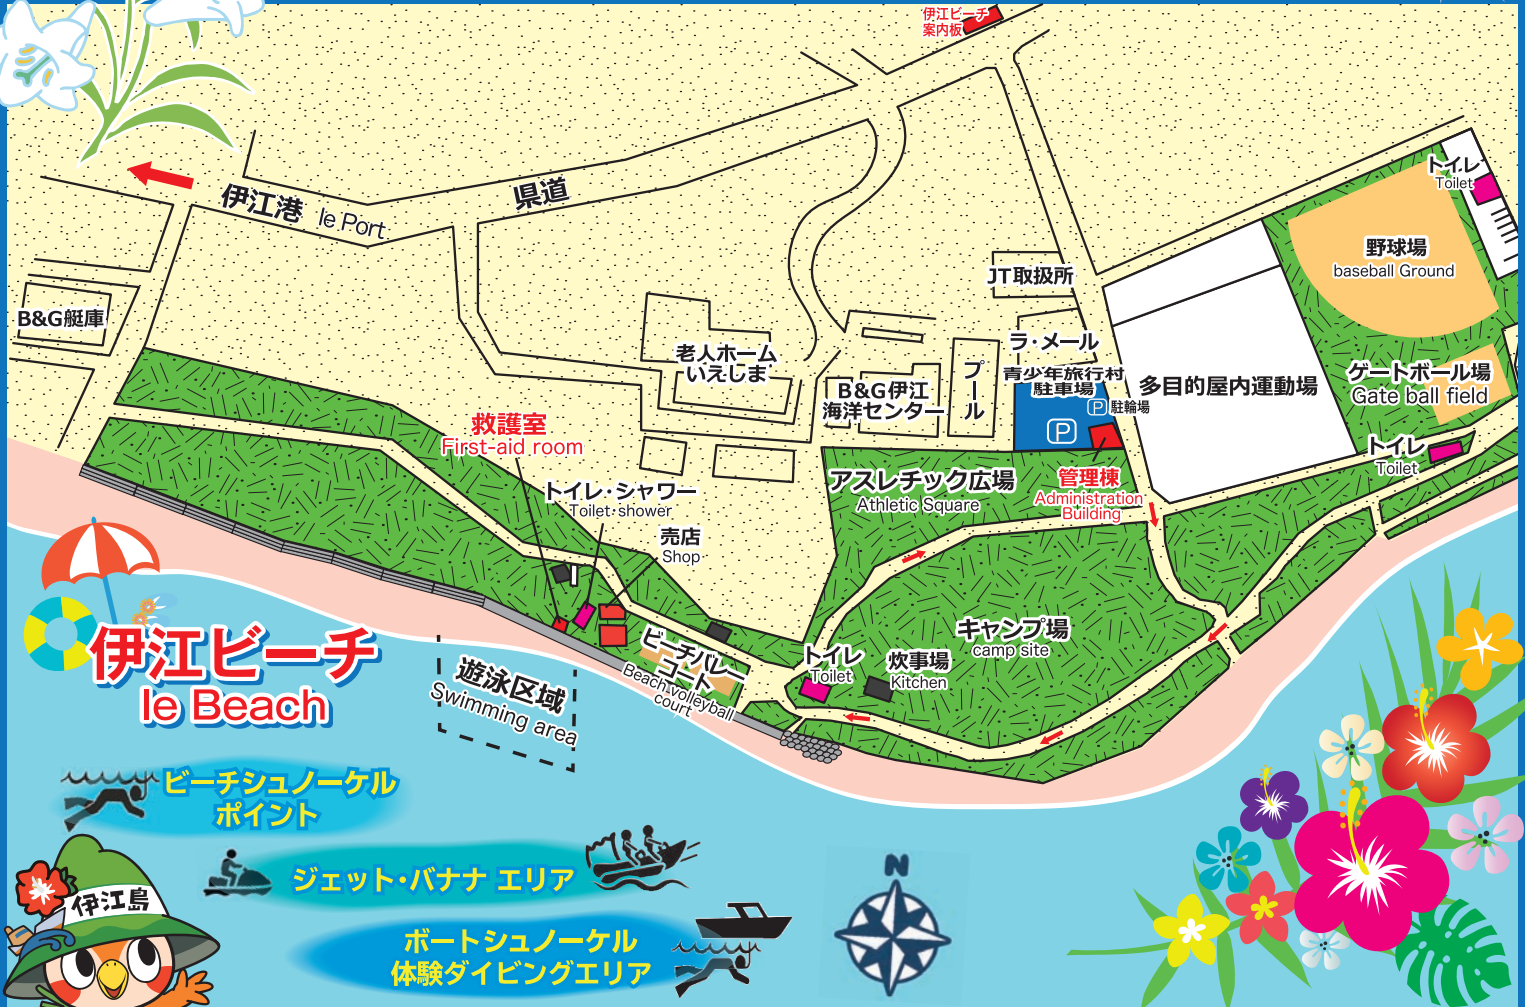 伊江ビーチ
案内板
伊江港 Ie Port
県道
B&G艇庫
JT取扱所
ラ・メール
青少年旅行村
駐車場
P 駐輪場
P
老人ホーム
いえしま
B&G伊江
海洋センター
プール
多目的屋内運動場
トイレ
Toilet
野球場
baseball Ground
ゲートボール場
Gate ball field
トイレ
Toilet
救護室
First-aid room
トイレ・シャワー
Toilet・shower
売店
Shop
アスレチック広場
Athletic Square
管理棟
Administration
Building
キャンプ場
camp site
トイレ
Toilet
炊事場
Kitchen
ビーチバレー
コート
Beach volleyball
court
遊泳区域
Swimming area
伊江ビーチ
Ie Beach
ビーチシュノーケル
ポイント
ジェット・バナナ エリア
ボートシュノーケル
体験ダイビングエリア
伊江島
N